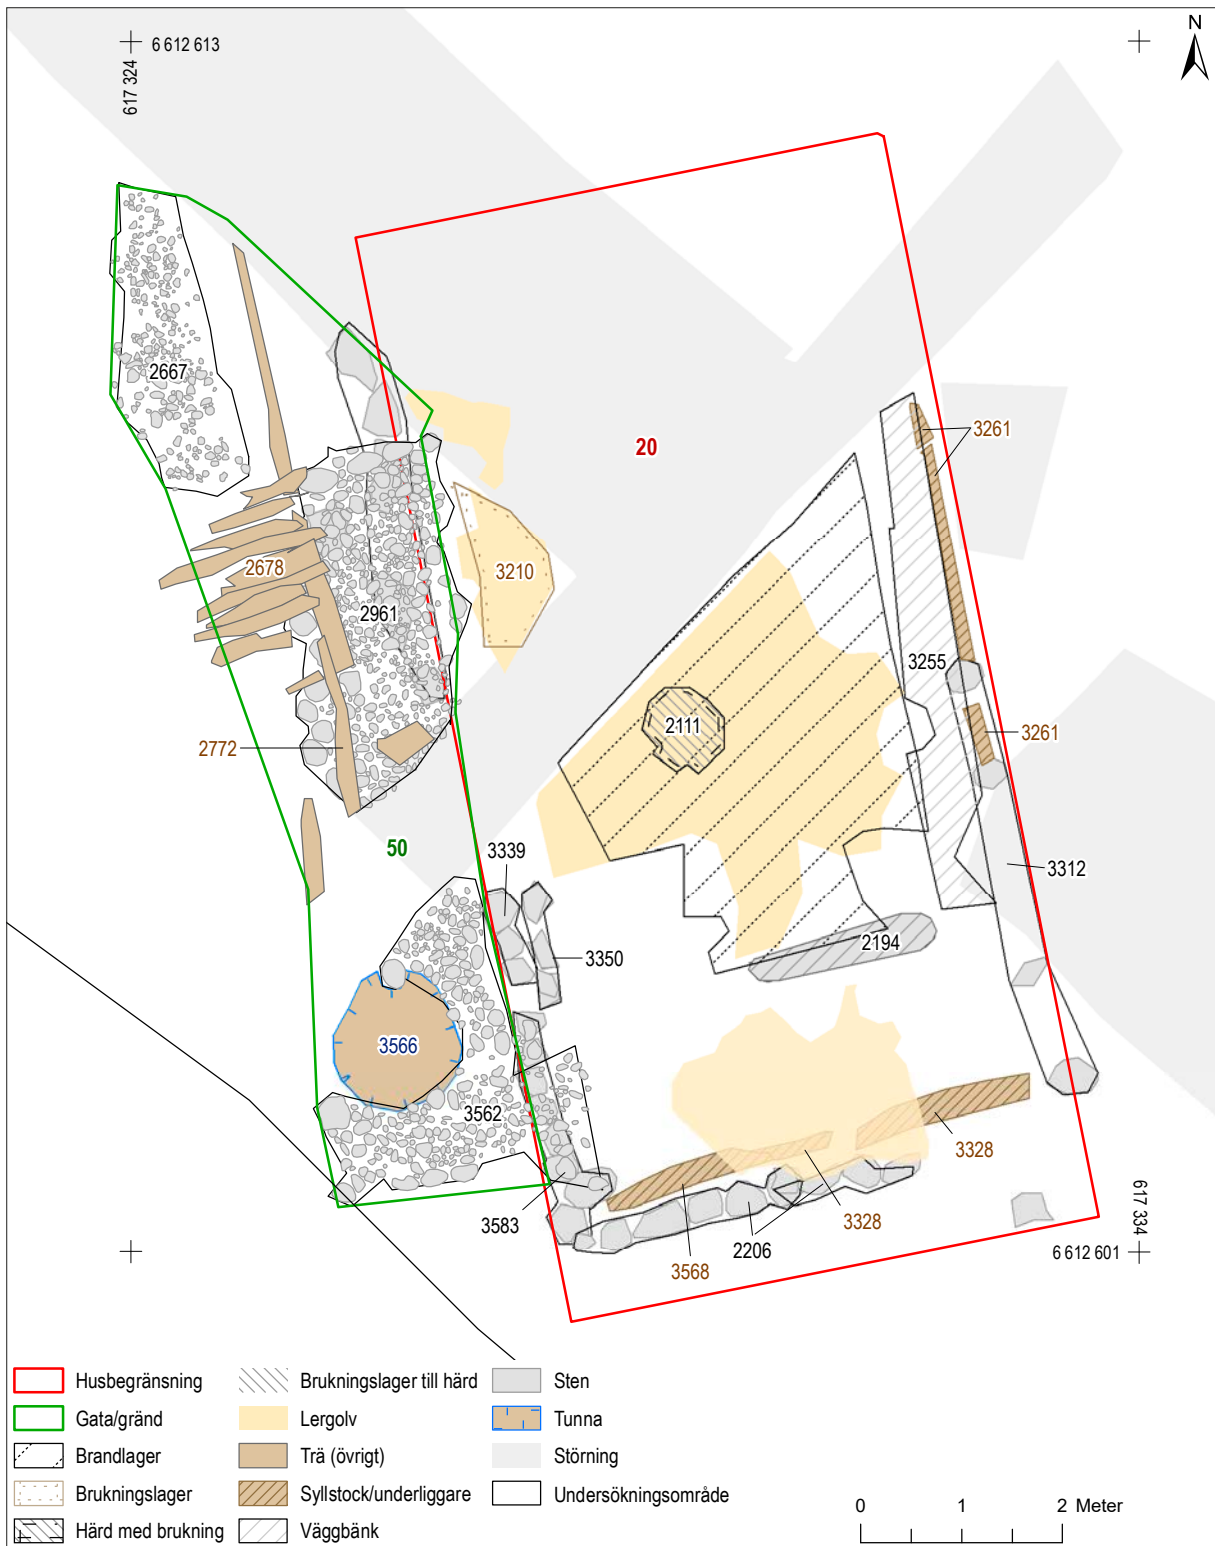 N
6 612 613
617 324
2667
20
3261
2678
3210
2961
3255
2111
3261
2772
50
3339
3312
2194
3350
3566
3562
3328
3583
3328
2206
3568
617 334
6 612 601
Husbegränsning
Gata/gränd
Brandlager
Brukningslager
Härd med brukning
Brukningslager till härd
Lergolv
Trä (övrigt)
Syllstock/underliggare
Väggbänk
Sten
Tunna
Störning
Undersökningsområde
0 1 2 Meter